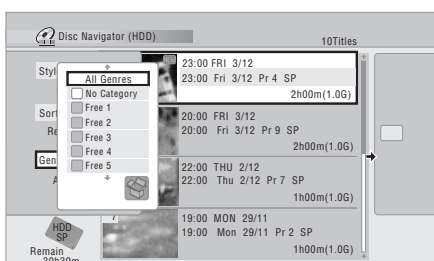 Disc Navigator (HDD)
10Titles
Styl
All Genres
No Category
Free 1
Free 2
Free 3
Free 4
Free 5
Sort
Re
Gen
A
HDD
SP
Remain
30h30m
23:00 FRI 3/12
23:00 Fri 3/12 Pr 4 SP
2h00m(1.0G)
20:00 FRI 3/12
20:00 Fri 3/12 Pr 9 SP
2h00m(1.0G)
22:00 THU 2/12
22:00 Thu 2/12 Pr 7 SP
1h00m(1.0G)
7
19:00 MON 29/11
19:00 Mon 29/11 Pr 2 SP
1h00m(1.0G)